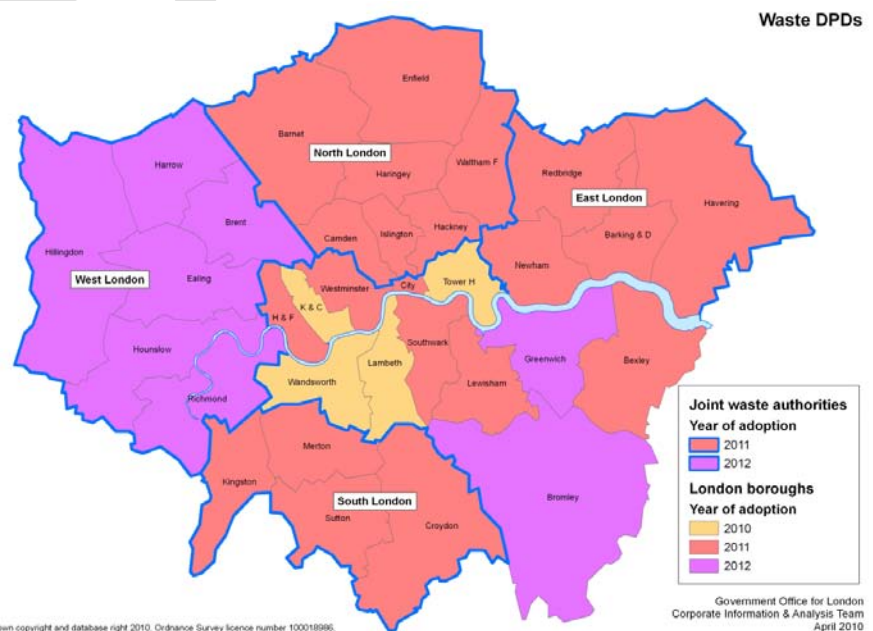 Waste DPDs
Enfield
Barnet
North London
Waltham F
Haringey
Harrow
Redbridge
East London
Havering
Brent
Camden
Islington
Hackney
Barking & D
Hillingdon
West London
Ealing
Newham
Westminster
City
Tower H
K & C
H & F
Hounslow
Southwark
Greenwich
Bexley
Lambeth
Wandsworth
Lewisham
Richmond
Merton
Kingston
South London
Sutton
Croydon
Bromley
Joint waste authorities
Year of adoption
2011
2012
London boroughs
Year of adoption
2010
2011
2012
Government Office for London
Corporate Information & Analysis Team
April 2010
copyright and database right 2010. Ordnance Survey licence number 100018986.